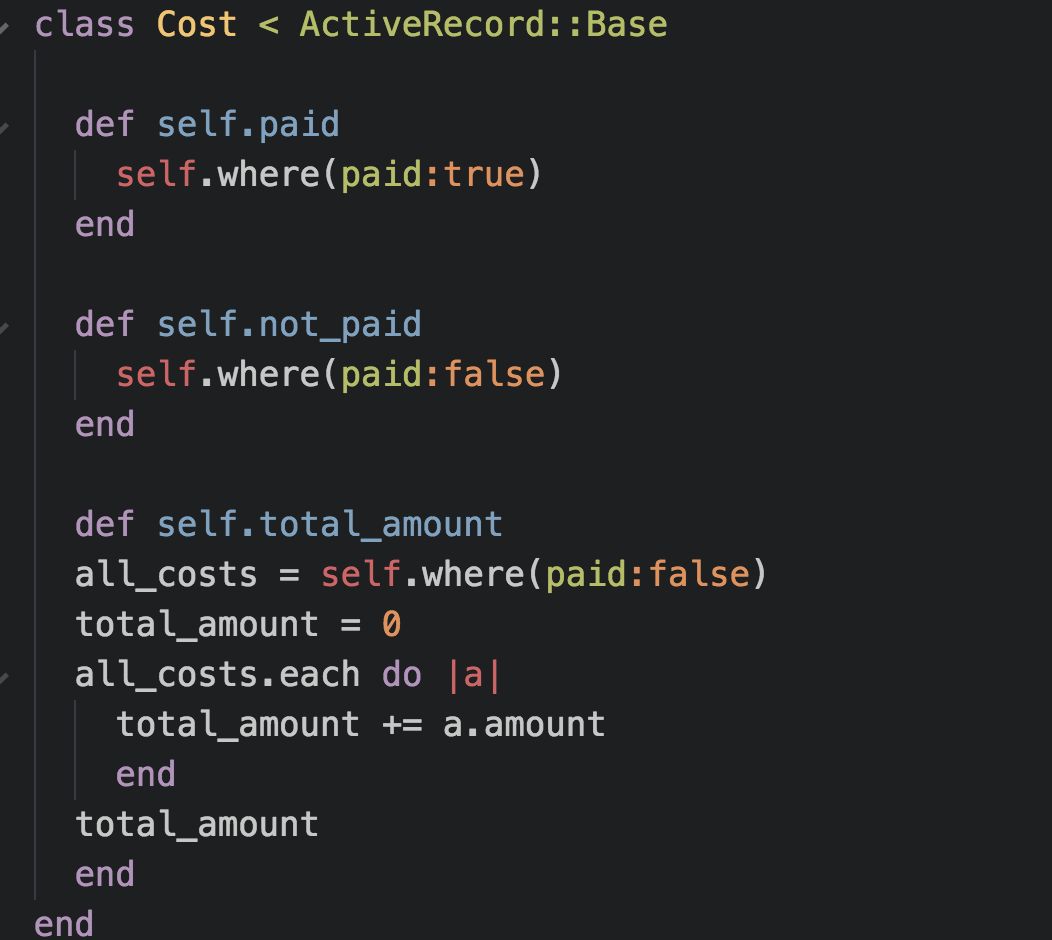 class Cost < ActiveRecord::Base
def self.paid
self.where(paid:true)
end
def self.not_paid
self.where(paid:false)
end
def self.total_amount
all_costs = self.where(paid:false)
total_amount = 0
all_costs.each do |a|
total_amount += a.amount
end
total_amount
end
end